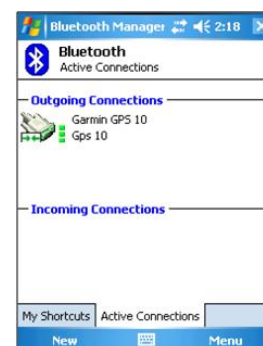 Bluetooth Manager 2:18
Bluetooth
Active Connections
Outgoing Connections
Garmin GPS 10
Gps 10
Incoming Connections
My Shortcuts Active Connections
New Menu